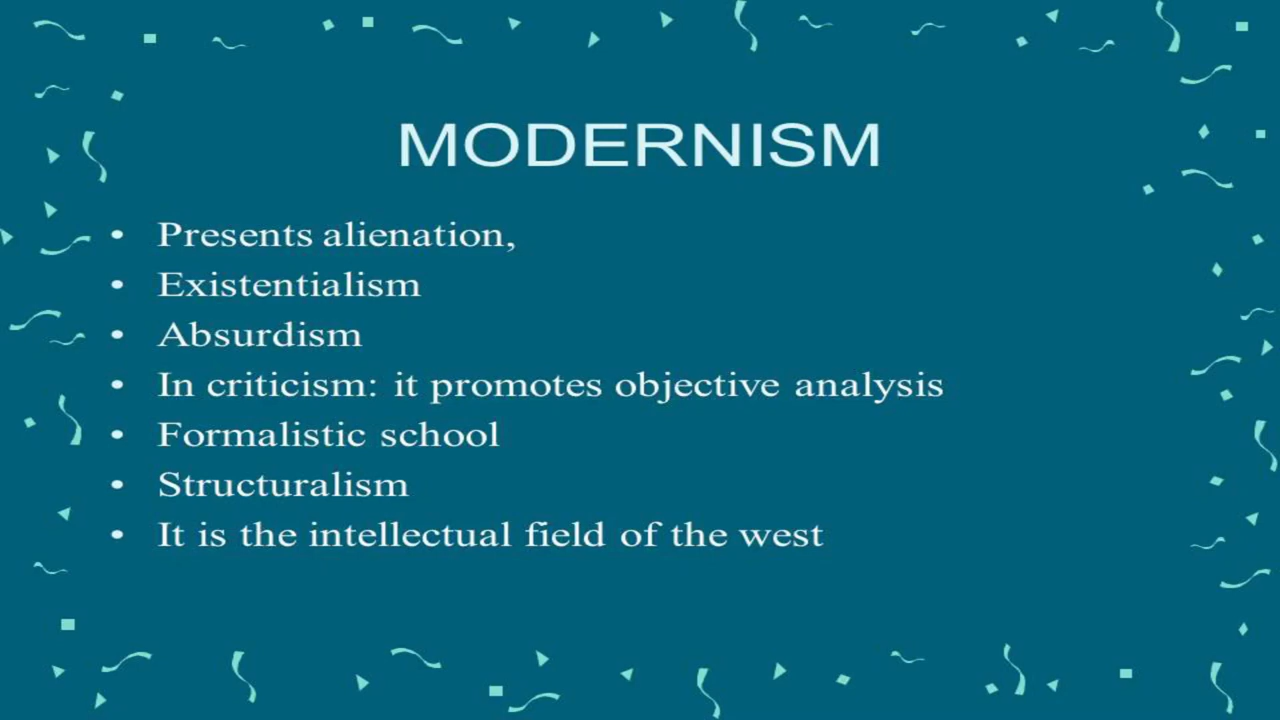 MODERNISM
• Presents alienation,
• Existentialism
• Absurdism
• In criticism: it promotes objective analysis
• Formalistic school
• Structuralism
• It is the intellectual field of the west